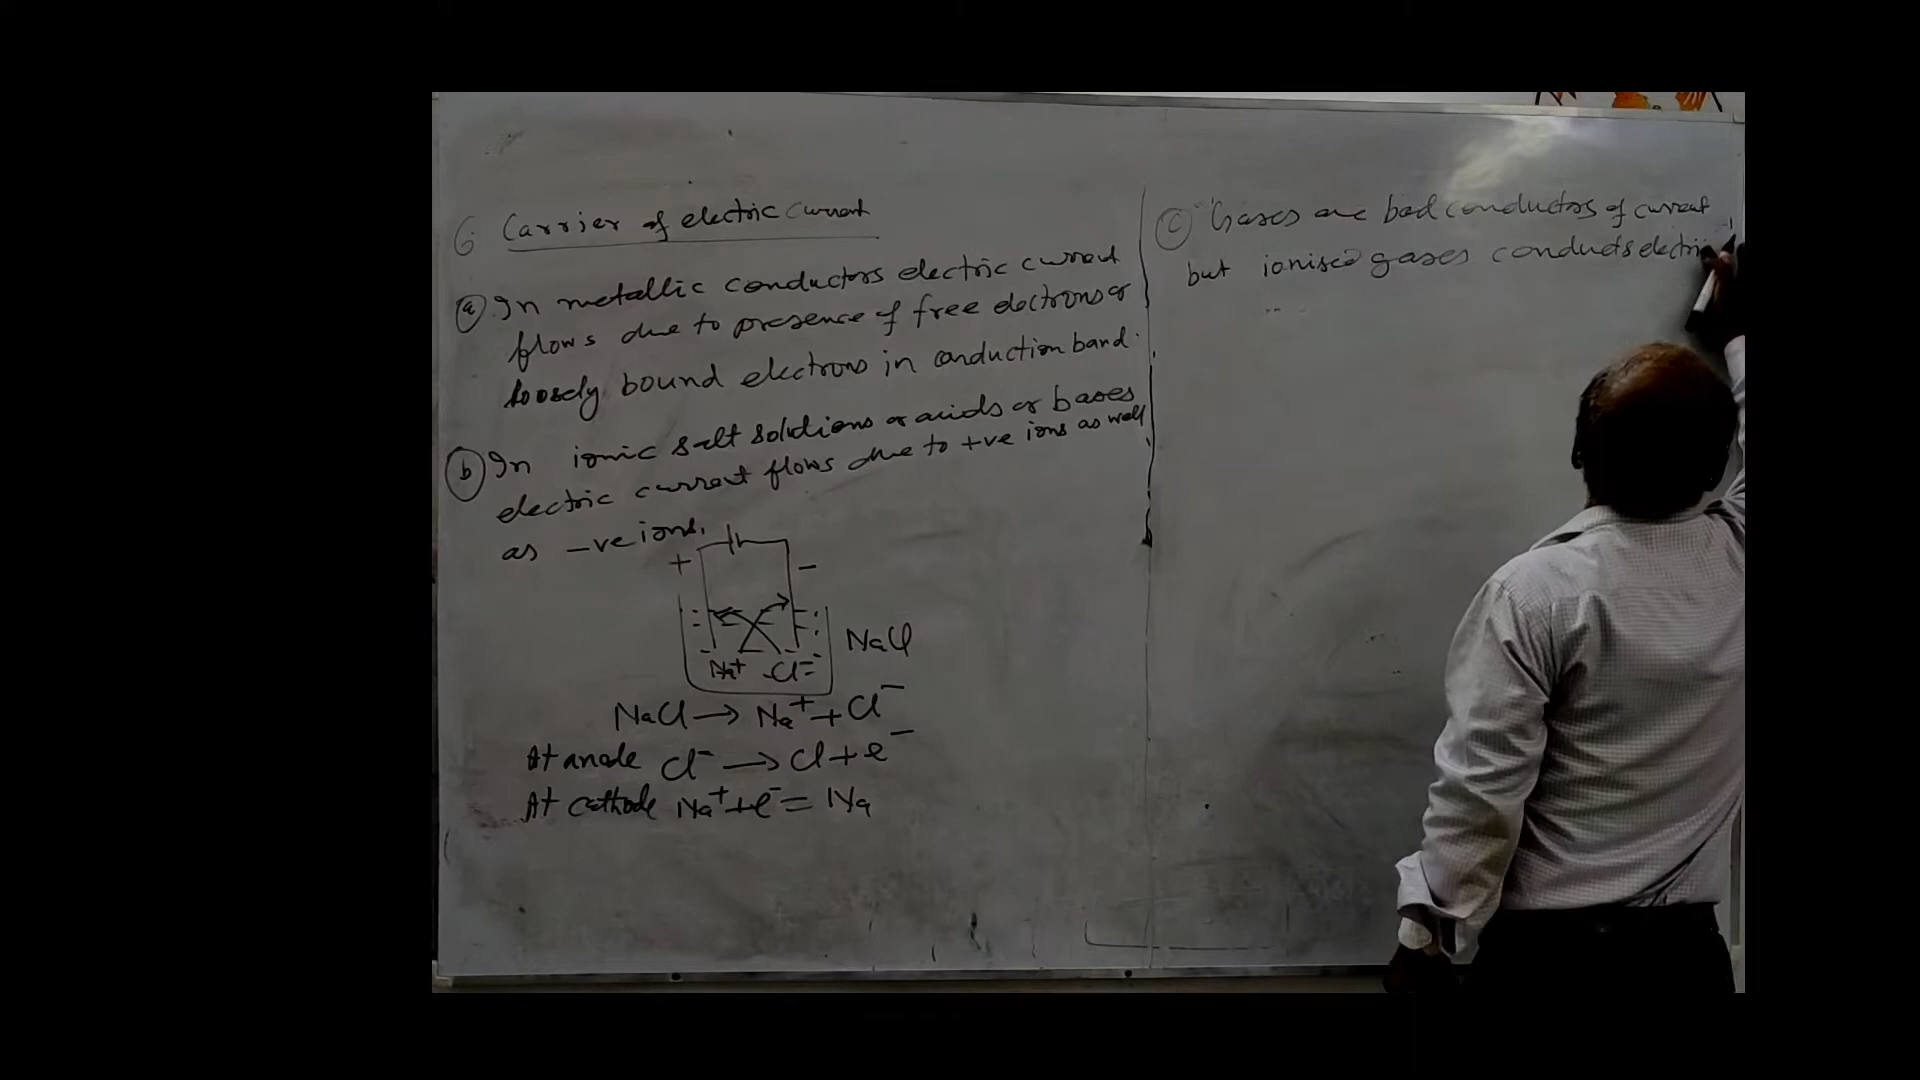 6. Carrier of electric current
(a) In metallic conductors electric current
flows due to presence of free electrons or
loosely bound electrons in conduction band.
(b) In ionic salt solutions or acids or bases
electric current flows due to +ve ions as well
as -ve ions.
+ -
NaCl
Na+ Cl-
NaCl → Na+ + Cl-
At anode Cl- → Cl + e-
At cathode Na+ + e- = Na
(c) Gases are bad conductors of current
but ionised gases conducts electri